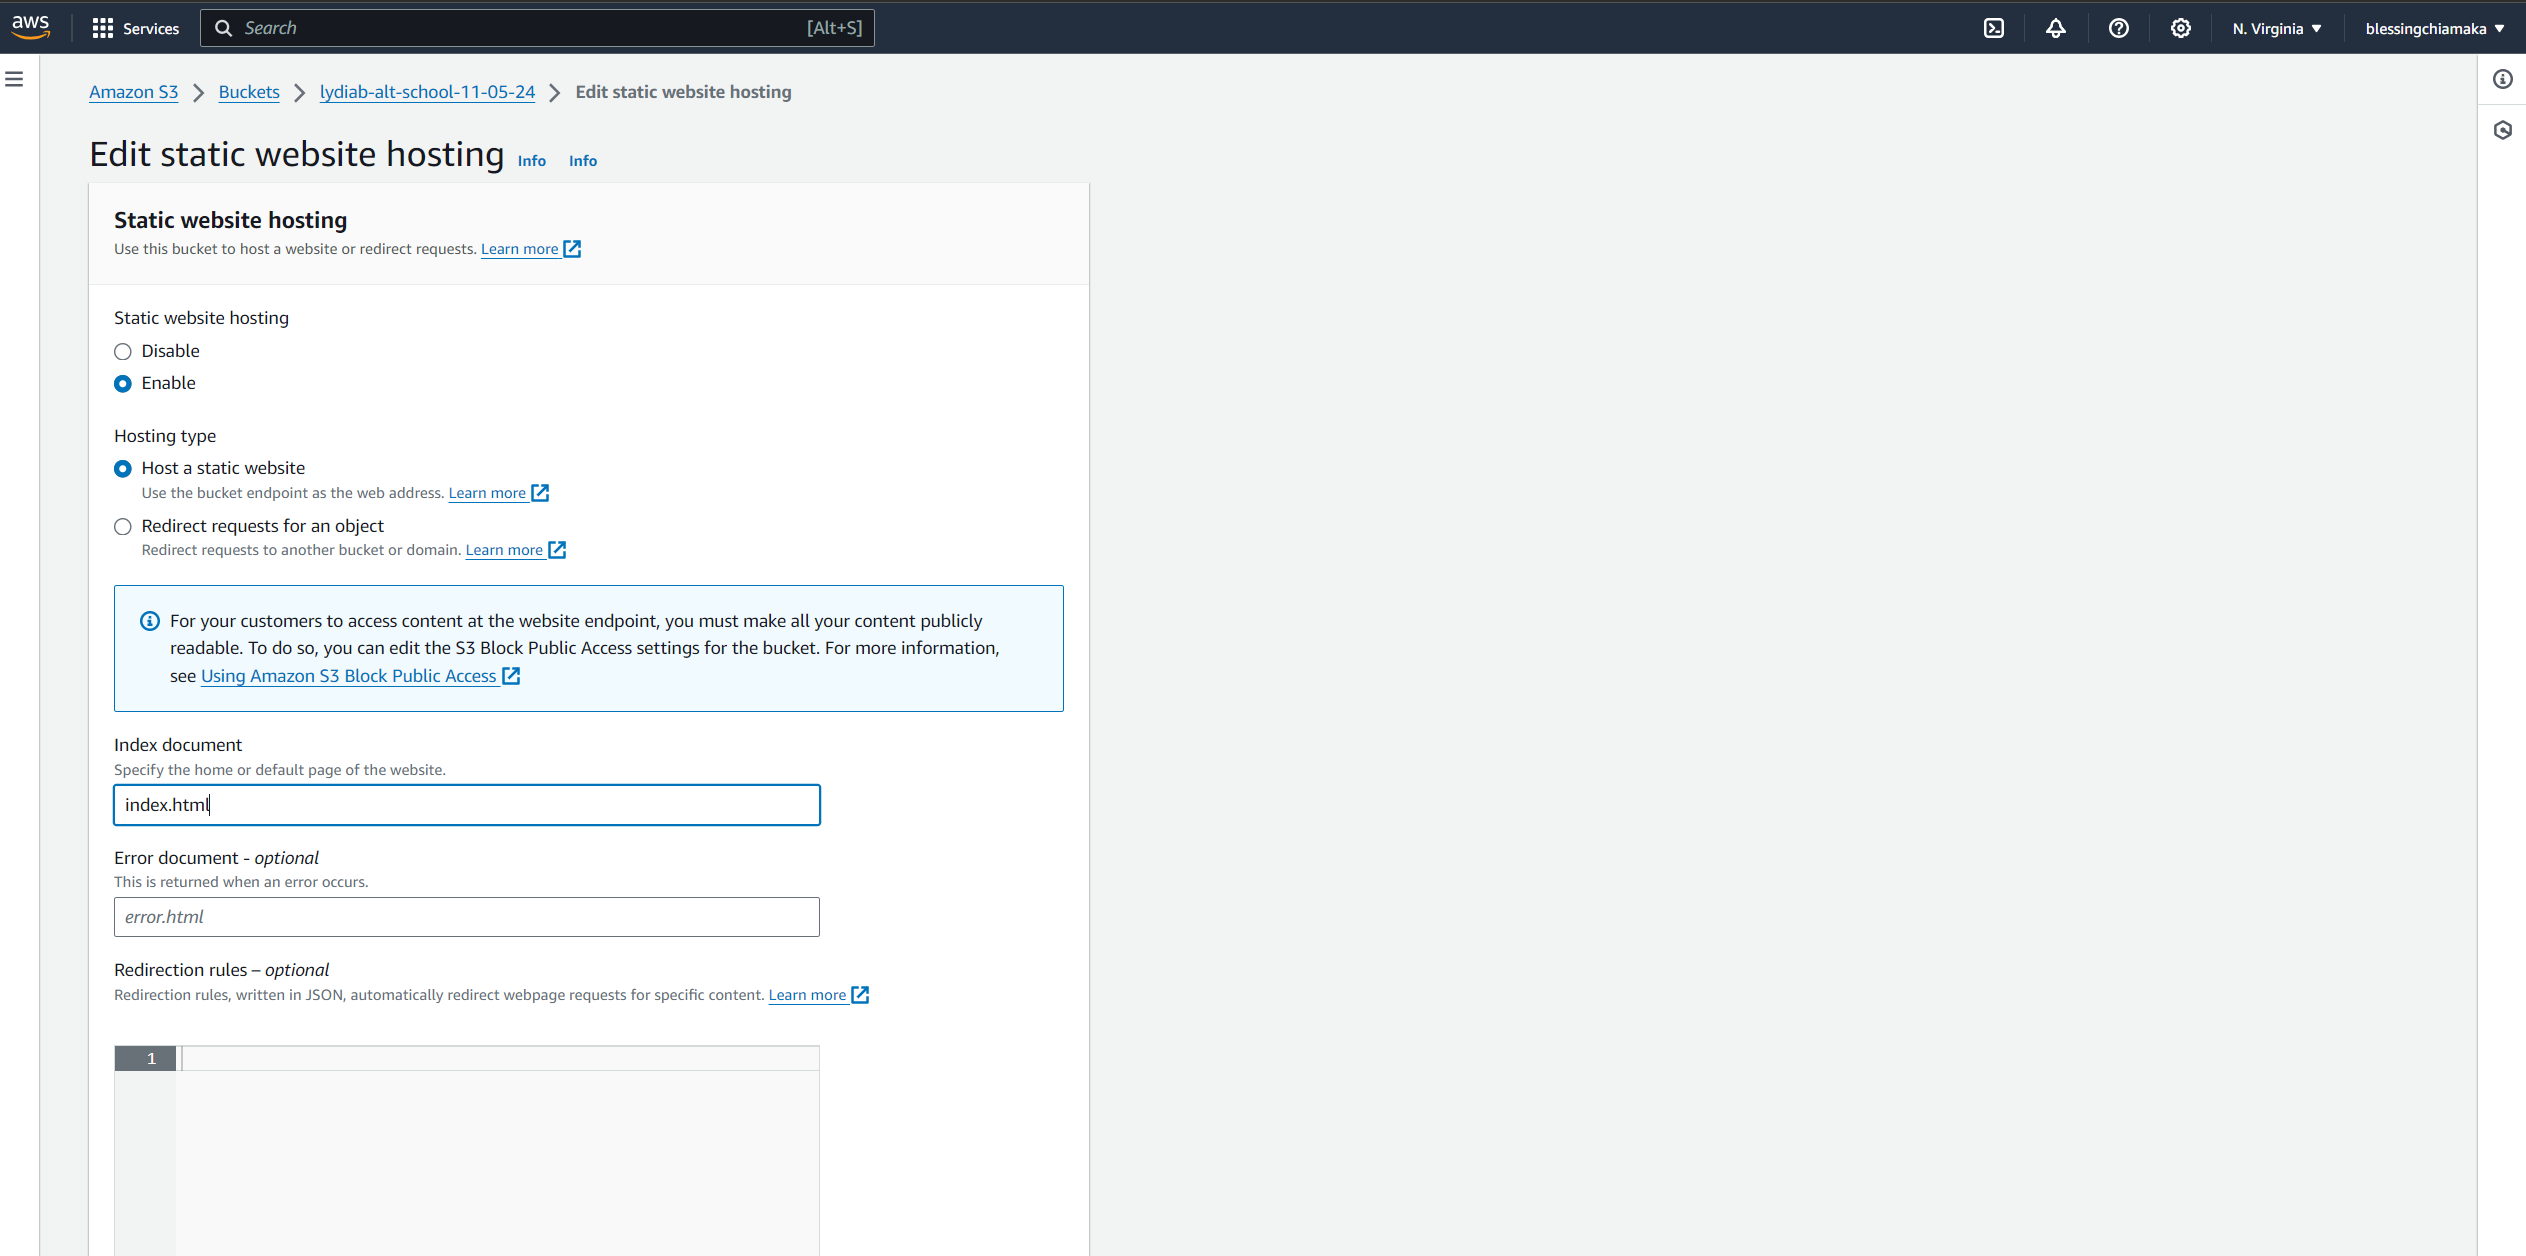 aws
Services
Search
[Alt+S]
N. Virginia
blessingchiamaka
Amazon S3
Buckets
lydiab-alt-school-11-05-24
Edit static website hosting
Edit static website hosting
Info
Info
Static website hosting
Use this bucket to host a website or redirect requests. Learn more
Static website hosting
Disable
Enable
Hosting type
Host a static website
Use the bucket endpoint as the web address. Learn more
Redirect requests for an object
Redirect requests to another bucket or domain. Learn more
For your customers to access content at the website endpoint, you must make all your content publicly
readable. To do so, you can edit the S3 Block Public Access settings for the bucket. For more information,
see Using Amazon S3 Block Public Access
Index document
Specify the home or default page of the website.
index.html
Error document - optional
This is returned when an error occurs.
error.html
Redirection rules – optional
Redirection rules, written in JSON, automatically redirect webpage requests for specific content. Learn more
1